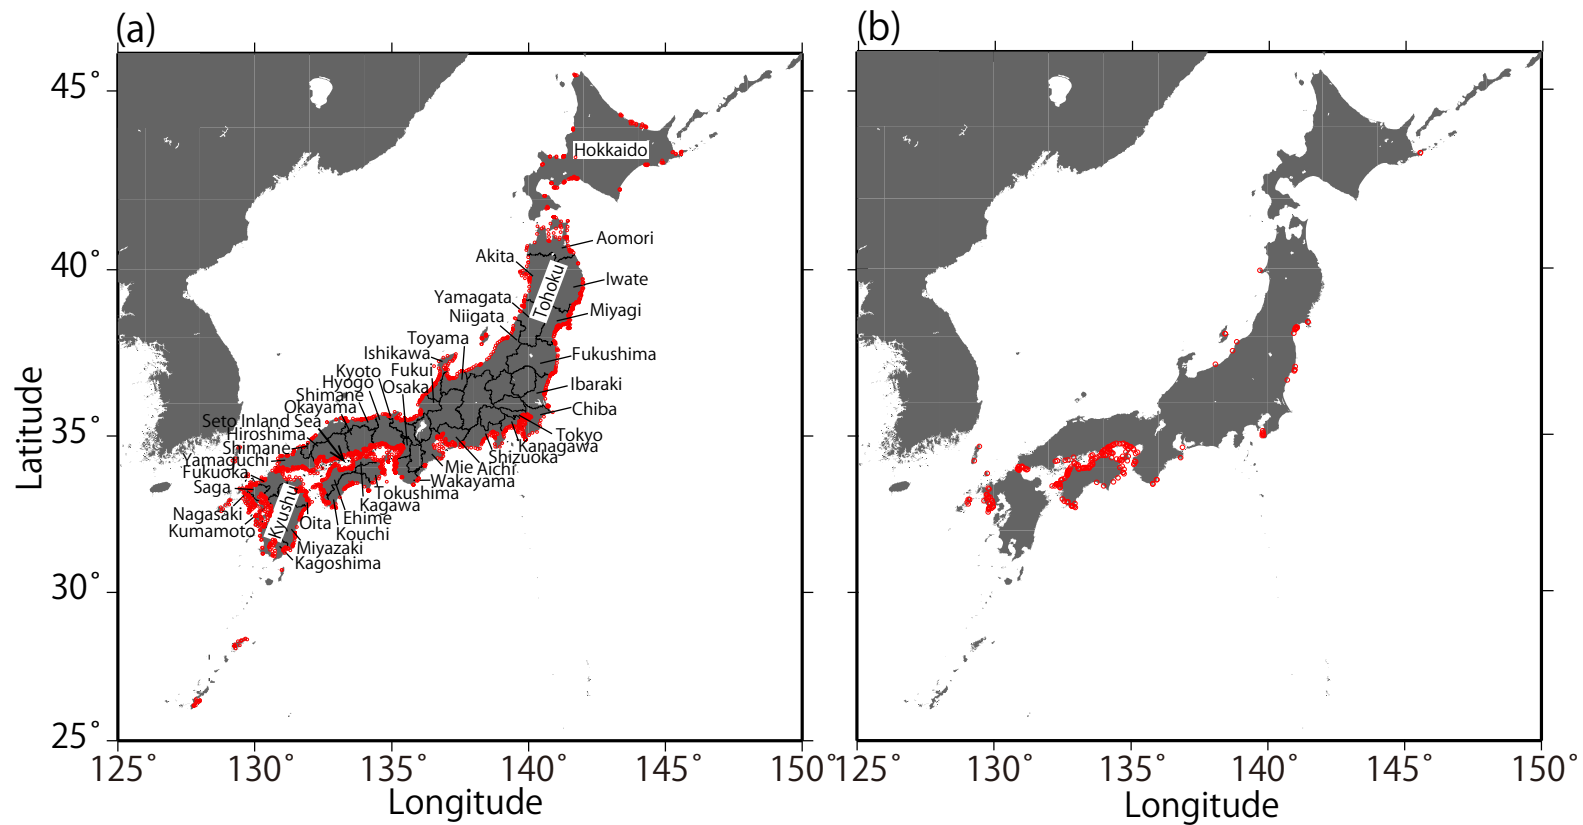 (a)
(b)
45°
40°
35°
30°
25°
Latitude
Hokkaido
Aomori
Akita
Tohoku
Iwate
Yamagata
Miyagi
Niigata
Toyama
Ishikawa
Fukushima
Kyoto
Fukui
Hyogo
Osaka
Ibaraki
Shimane
Okayama
Chiba
Seto Inland Sea
Hiroshima
Tokyo
Shimane
Kanagawa
Yamaguchi
Shizuoka
Fukuoka
Mie
Aichi
Saga
Wakayama
Tokushima
Kagawa
Nagasaki
Kyushu
Oita
Ehime
Kumamoto
Kouchi
Miyazaki
Kagoshima
125° 130° 135° 140° 145° 150°
125° 130° 135° 140° 145° 150°
Longitude
Longitude